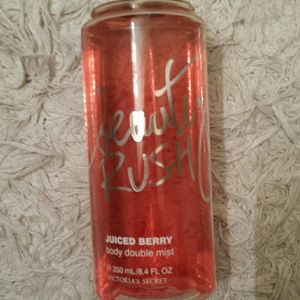 Beauty
RUSH
JUICED BERRY
body double mist
℮ 250 mL/8.4 FL OZ
VICTORIA'S SECRET